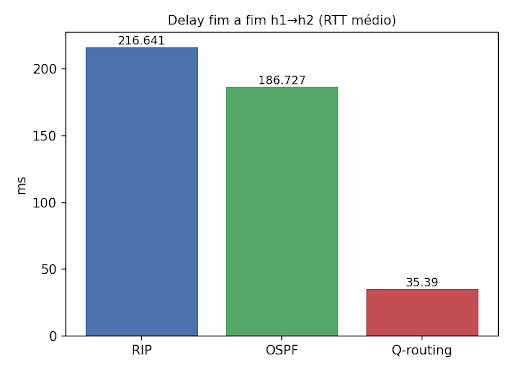 Delay fim a fim h1→h2 (RTT médio)
216.641
200
186.727
150
ms
100
50
35.39
0
RIP OSPF Q-routing